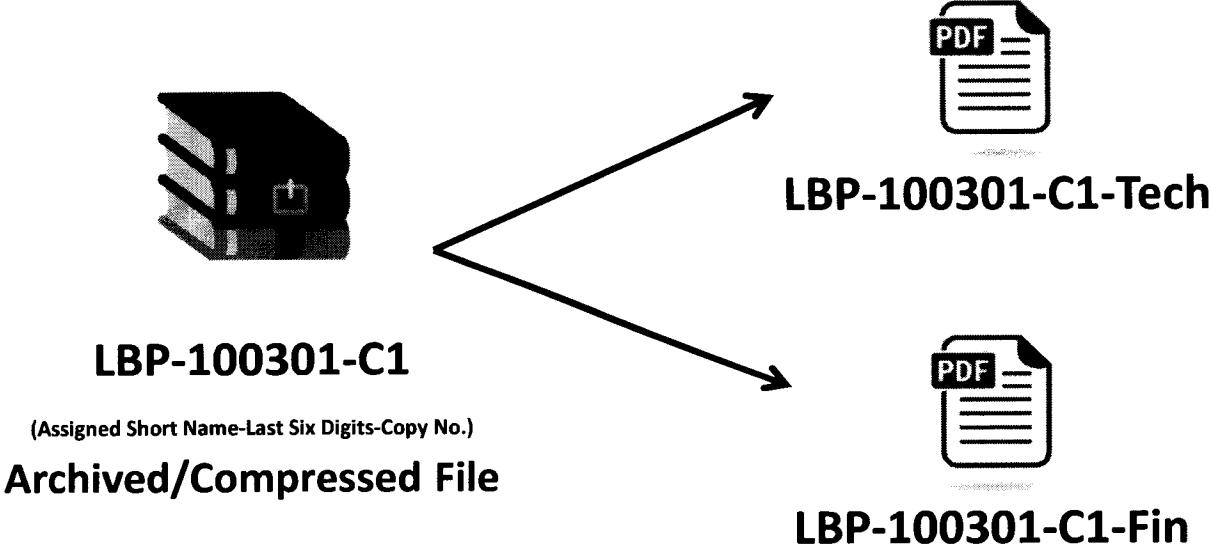 PDF
LBP-100301-C1-Tech
LBP-100301-C1
(Assigned Short Name-Last Six Digits-Copy No.)
Archived/Compressed File
PDF
LBP-100301-C1-Fin